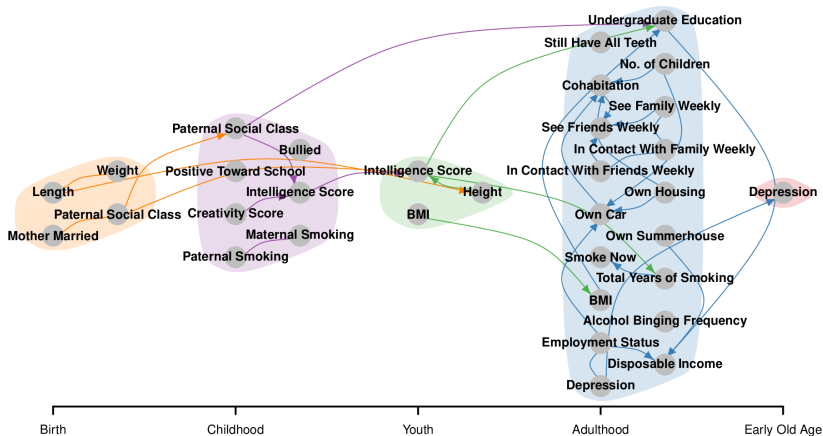 Undergraduate Education
Still Have All Teeth
No. of Children
Cohabitation
See Family Weekly
Paternal Social Class
See Friends Weekly
Bullied
In Contact With Family Weekly
Weight
Positive Toward School
Intelligence Score
In Contact With Friends Weekly
Length
Intelligence Score
Height
Own Housing
Depression
Paternal Social Class
Creativity Score
BMI
Own Car
Mother Married
Maternal Smoking
Own Summerhouse
Paternal Smoking
Smoke Now
Total Years of Smoking
BMI
Alcohol Binging Frequency
Employment Status
Disposable Income
Depression
Birth
Childhood
Youth
Adulthood
Early Old Age